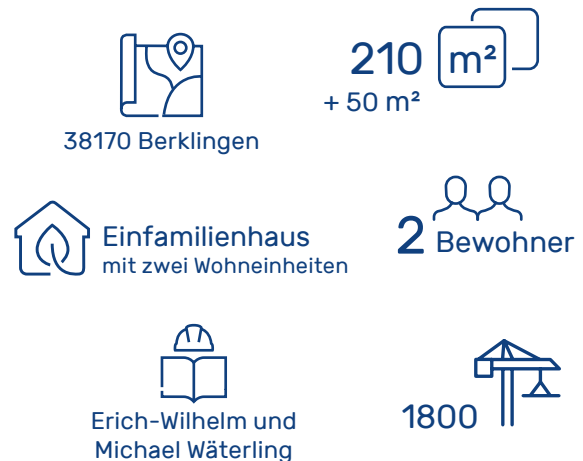 210 m²
+ 50 m²
38170 Berklingen
Einfamilienhaus
mit zwei Wohneinheiten
2 Bewohner
Erich-Wilhelm und
Michael Wäterling
1800